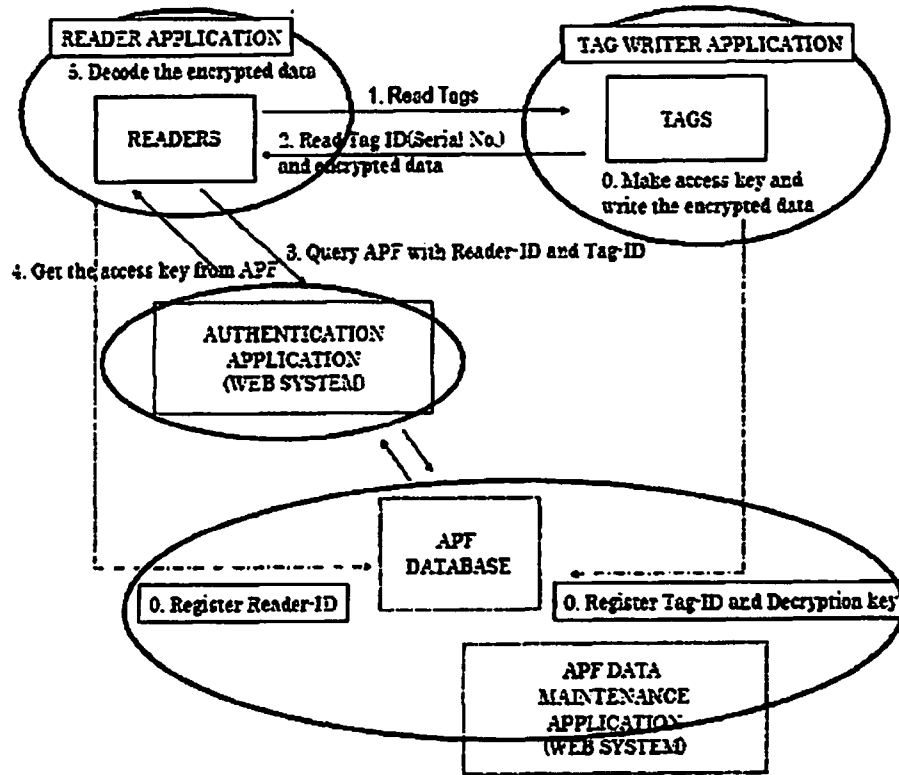 READER APPLICATION
5. Decode the encrypted data
READERS
1. Read Tags
2. Read Tag ID(Serial No.)
and encrypted data
TAG WRITER APPLICATION
TAGS
0. Make access key and
write the encrypted data
3. Query APF with Reader-ID and Tag-ID
4. Get the access key from APF
AUTHENTICATION
APPLICATION
(WEB SYSTEM)
APF
DATABASE
0. Register Reader-ID
0. Register Tag-ID and Decryption key
APF DATA
MAINTENANCE
APPLICATION
(WEB SYSTEM)